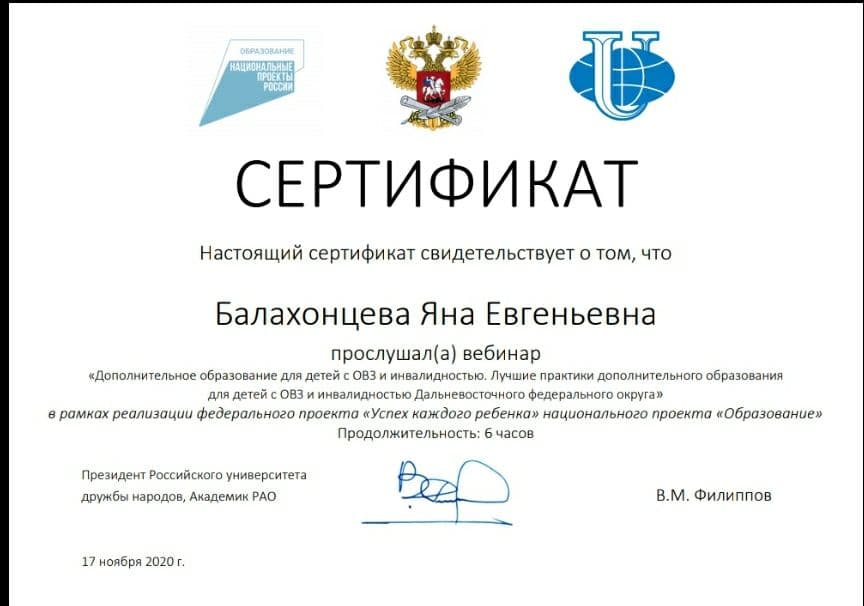 ОБРАЗОВАНИЕ
НАЦИОНАЛЬНЫЕ
ПРОЕКТЫ
РОССИИ
СЕРТИФИКАТ
Настоящий сертификат свидетельствует о том, что
Балахонцева Яна Евгеньевна
прослушал(а) вебинар
«Дополнительное образование для детей с ОВЗ и инвалидностью. Лучшие практики дополнительного образования
для детей с ОВЗ и инвалидностью Дальневосточного федерального округа»
в рамках реализации федерального проекта «Успех каждого ребенка» национального проекта «Образование»
Продолжительность: 6 часов
Президент Российского университета
дружбы народов, Академик РАО
В.М. Филиппов
17 ноября 2020 г.